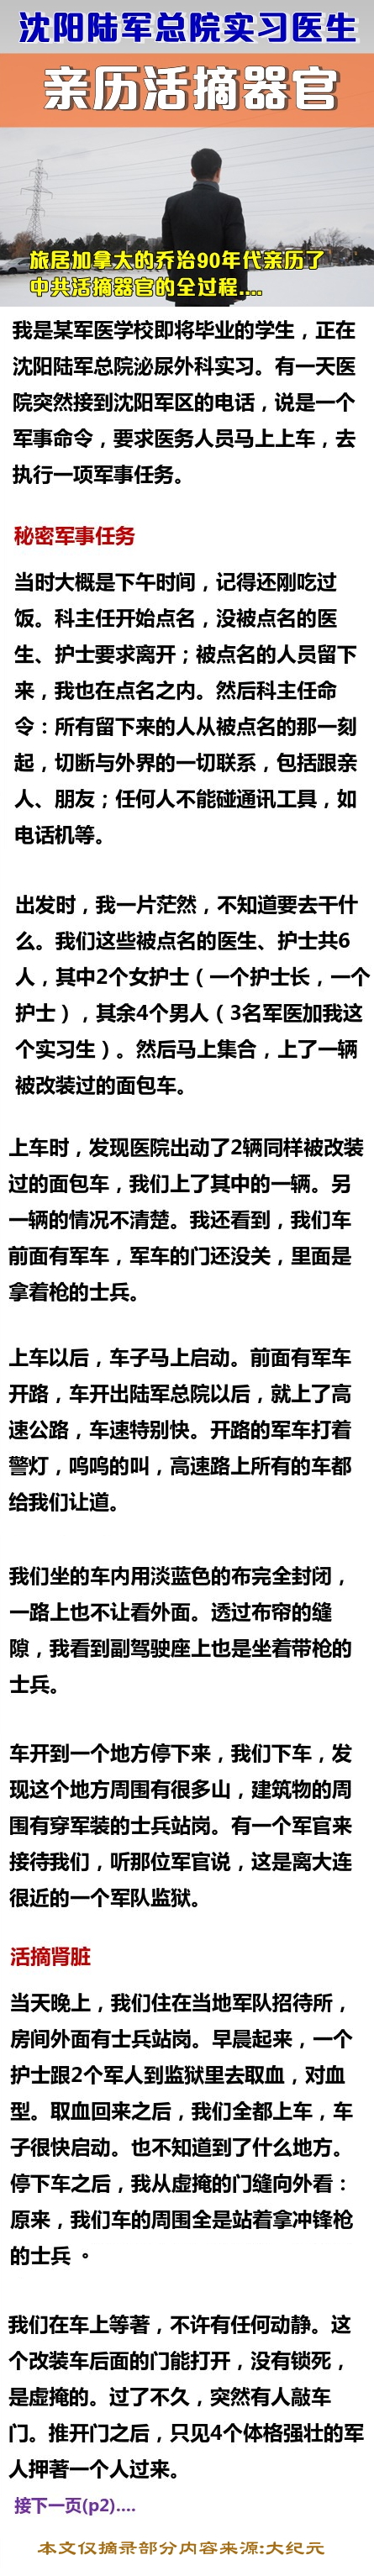 沈阳陆军总院实习医生
亲历活摘器官
旅居加拿大的乔治90年代亲历了
中共活摘器官的全过程....
我是某军医学校即将毕业的学生，正在
沈阳陆军总院泌尿外科实习。有一天医
院突然接到沈阳军区的电话，说是一个
军事命令，要求医务人员马上上车，去
执行一项军事任务。
秘密军事任务
当时大概是下午时间，记得还刚吃过
饭。科主任开始点名，没被点名的医
生、护士要求离开；被点名的人员留下
来，我也在点名之内。然后科主任命
令：所有留下来的人从被点名的那一刻
起，切断与外界的一切联系，包括跟亲
人、朋友；任何人不能碰通讯工具，如
电话机等。
出发时，我一片茫然，不知道要去干什
么。我们这些被点名的医生、护士共6
人，其中2个女护士（一个护士长，一个
护士），其余4个男人（3名军医加我这
个实习生）。然后马上集合，上了一辆
被改装过的面包车。
上车时，发现医院出动了2辆同样被改装
过的面包车，我们上了其中的一辆。另
一辆的情况不清楚。我还看到，我们车
前面有军车，军车的门还没关，里面是
拿着枪的士兵。
上车以后，车子马上启动。前面有军车
开路，车开出陆军总院以后，就上了高
速公路，车速特别快。开路的军车打着
警灯，呜呜的叫，高速路上所有的车都
给我们让道。
我们坐的车内用淡蓝色的布完全封闭，
一路上也不让看外面。透过布帘的缝
隙，我看到副驾驶座上也是坐着带枪的
士兵。
车开到一个地方停下来，我们下车，发
现这个地方周围有很多山，建筑物的周
围有穿军装的士兵站岗。有一个军官来
接待我们，听那位军官说，这是离大连
很近的一个军队监狱。
活摘肾脏
当天晚上，我们住在当地军队招待所，
房间外面有士兵站岗。早晨起来，一个
护士跟2个军人到监狱里去取血，对血
型。取血回来之后，我们全都上车，车
子很快启动。也不知道到了什么地方。
停下车之后，我从虚掩的门缝向外看：
原来，我们车的周围全是站着拿冲锋枪
的士兵 。
我们在车上等著，不许有任何动静。这
个改装车后面的门能打开，没有锁死，
是虚掩的。过了不久，突然有人敲车
门。推开门之后，只见4个体格强壮的军
人押著一个人过来。
接下一页(p2)....
本文仅摘录部分内容来源:大纪元